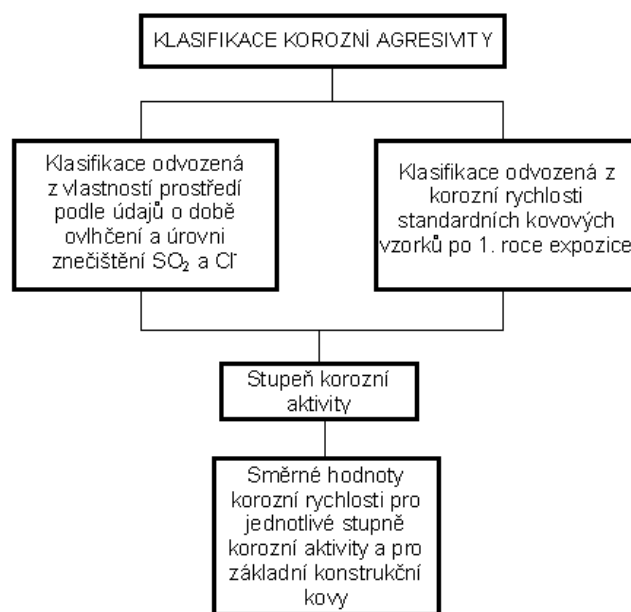 KLASIFIKACE KOROZNÍ AGRESIVITY
Klasifikace odvozená
z vlastností prostředí
podle údajů o době
ovlhčení a úrovni
znečištění SO₂ a Cl⁻
Klasifikace odvozená z
korozní rychlosti
standardních kovových
vzorků po 1. roce expozice
Stupeň korozní
aktivity
Směrné hodnoty
korozní rychlosti pro
jednotlivé stupně
korozní aktivity a pro
základní konstrukční
kovy